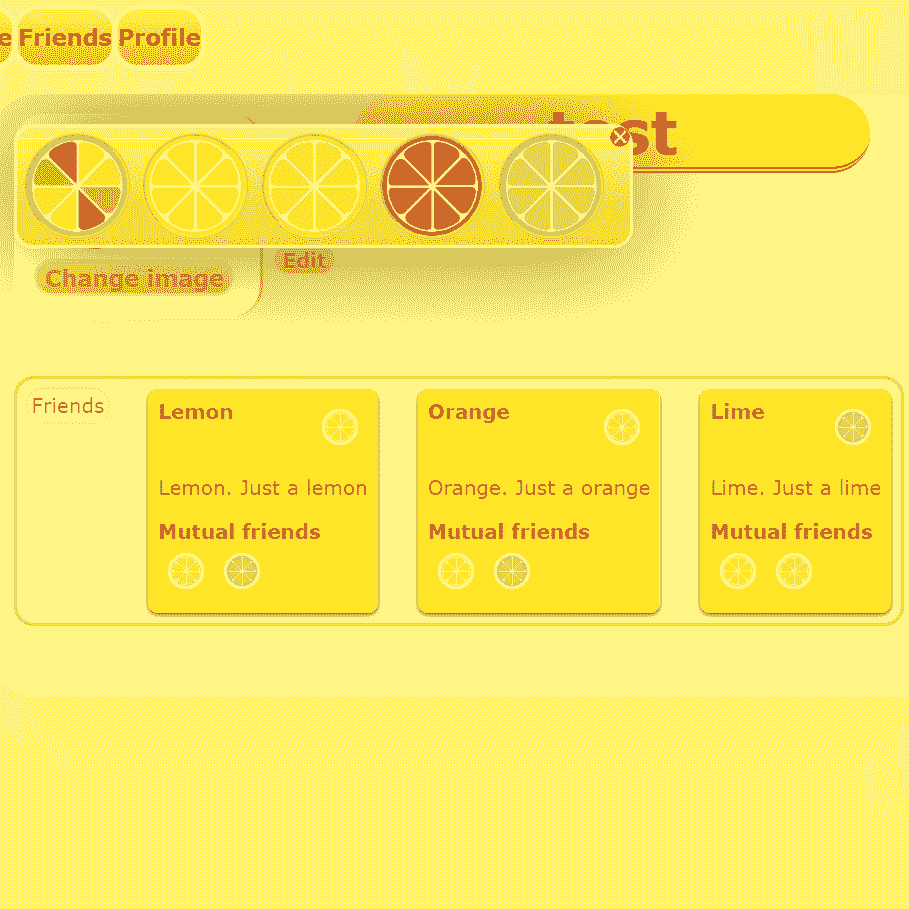 Friends Profile
Change image
Edit
Friends
Lemon
Orange
Lime
Lemon. Just a lemon
Orange. Just a orange
Lime. Just a lime
Mutual friends
Mutual friends
Mutual friends